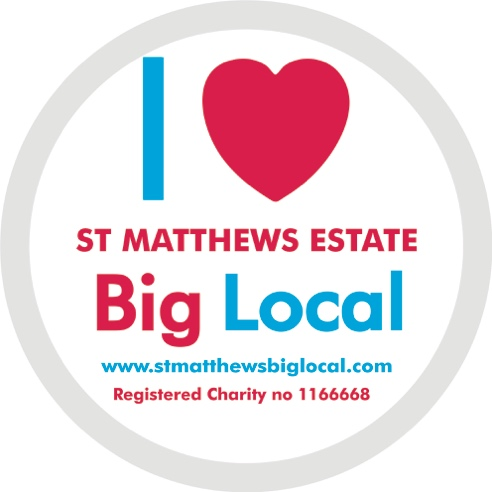 I
ST MATTHEWS ESTATE
Big Local
www.stmatthewsbiglocal.com
Registered Charity no 1166668